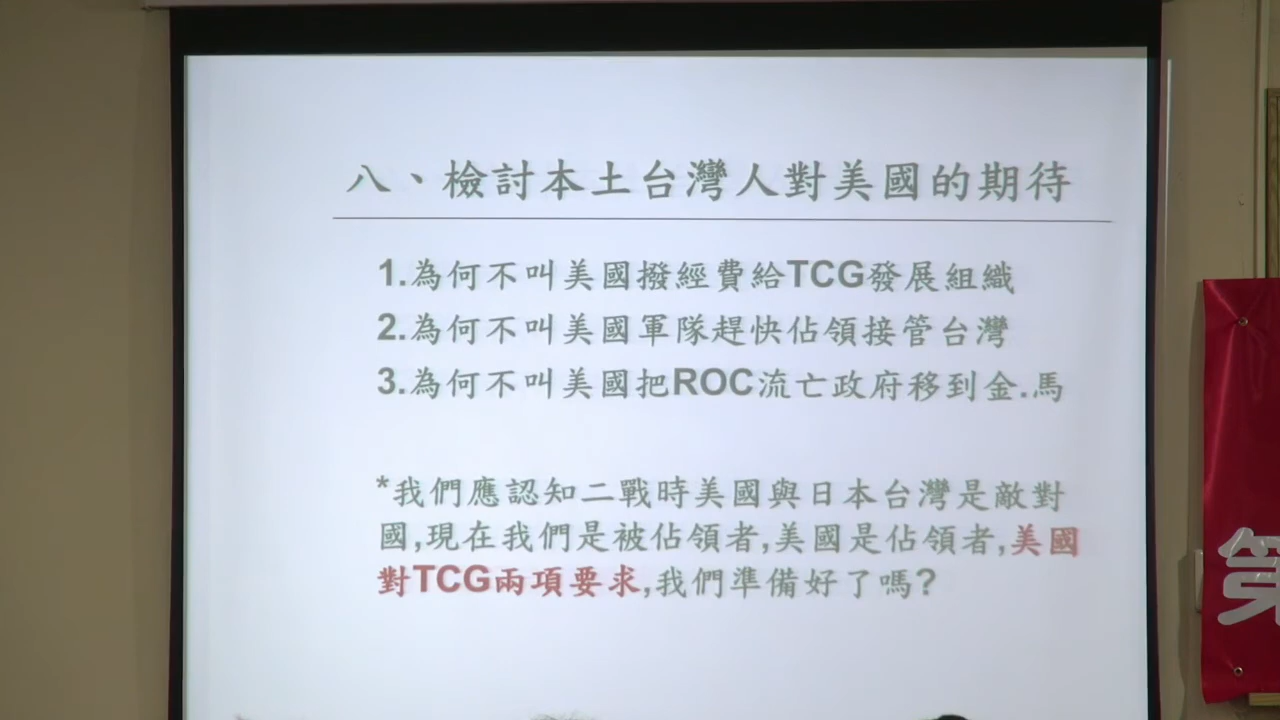 八、檢討本土台灣人對美國的期待
1.為何不叫美國撥經費給TCG發展組織
2.為何不叫美國軍隊趕快佔領接管台灣
3.為何不叫美國把ROC流亡政府移到金.馬
*我們應認知二戰時美國與日本台灣是敵對
國,現在我們是被佔領者,美國是佔領者,美國
對TCG兩項要求,我們準備好了嗎?
第